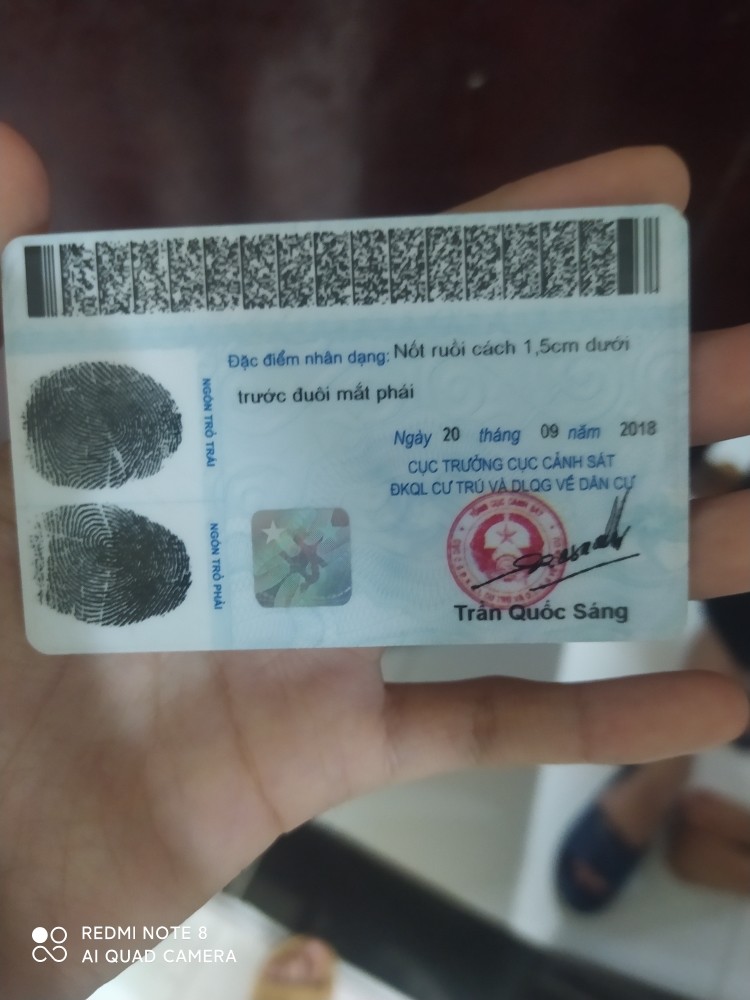 Đặc điểm nhân dạng: Nốt ruồi cách 1,5cm dưới
trước đuôi mắt phải
NGÓN TRỎ TRÁI
Ngày 20 tháng 09 năm 2018
CỤC TRƯỞNG CỤC CẢNH SÁT
ĐKQL CƯ TRÚ VÀ DLQG VỀ DÂN CƯ
NGÓN TRỎ PHẢI
Trần Quốc Sáng
REDMI NOTE 8
AI QUAD CAMERA